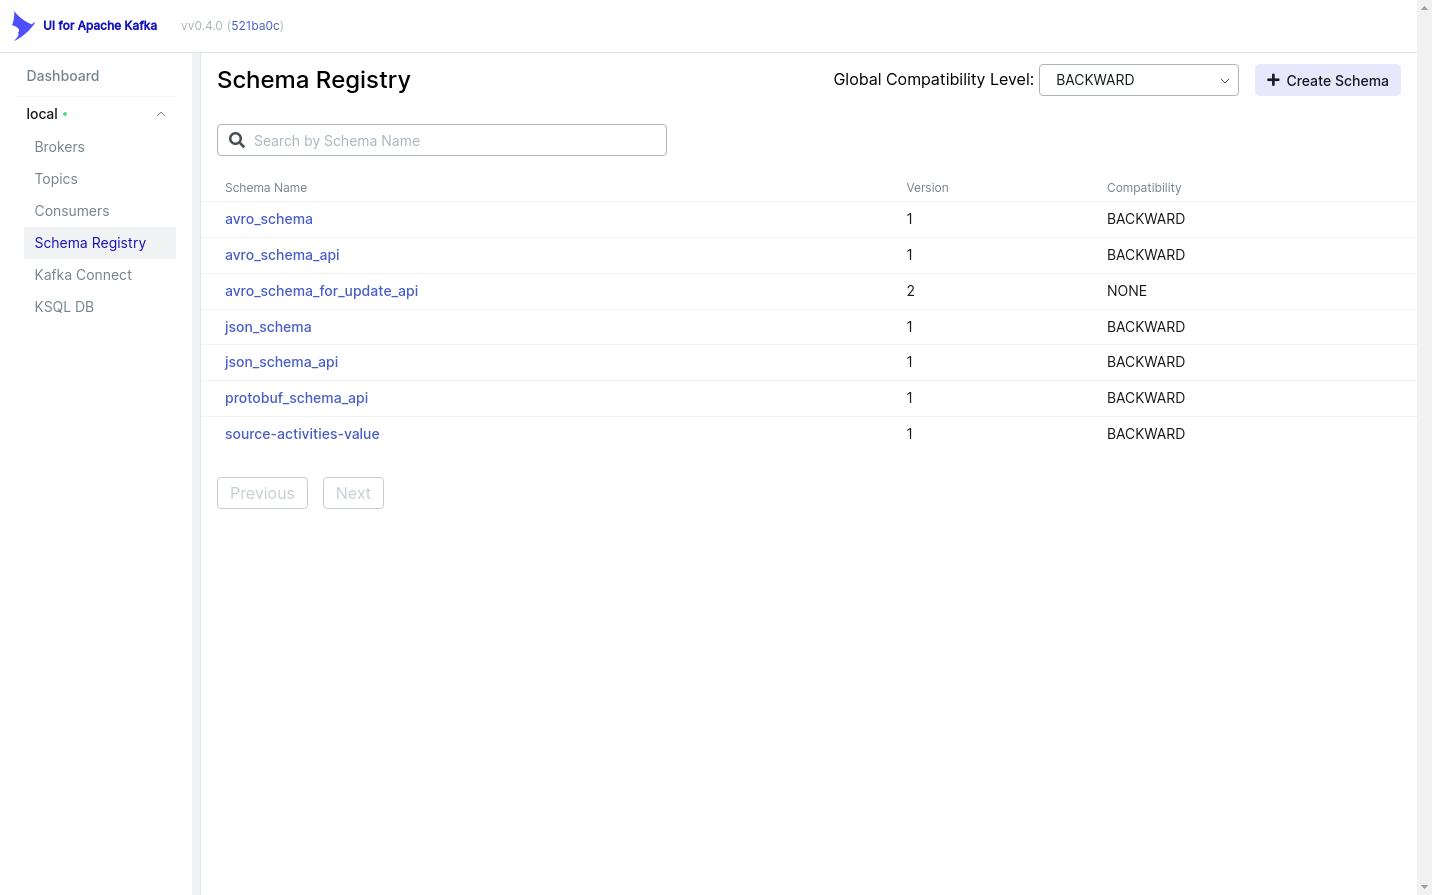 UI for Apache Kafka vv0.4.0 (521ba0c)
Dashboard
local
Brokers
Topics
Consumers
Schema Registry
Kafka Connect
KSQL DB
Schema Registry
Global Compatibility Level: BACKWARD
Create Schema
Search by Schema Name
Schema Name Version Compatibility
avro_schema 1 BACKWARD
avro_schema_api 1 BACKWARD
avro_schema_for_update_api 2 NONE
json_schema 1 BACKWARD
json_schema_api 1 BACKWARD
protobuf_schema_api 1 BACKWARD
source-activities-value 1 BACKWARD
Previous Next